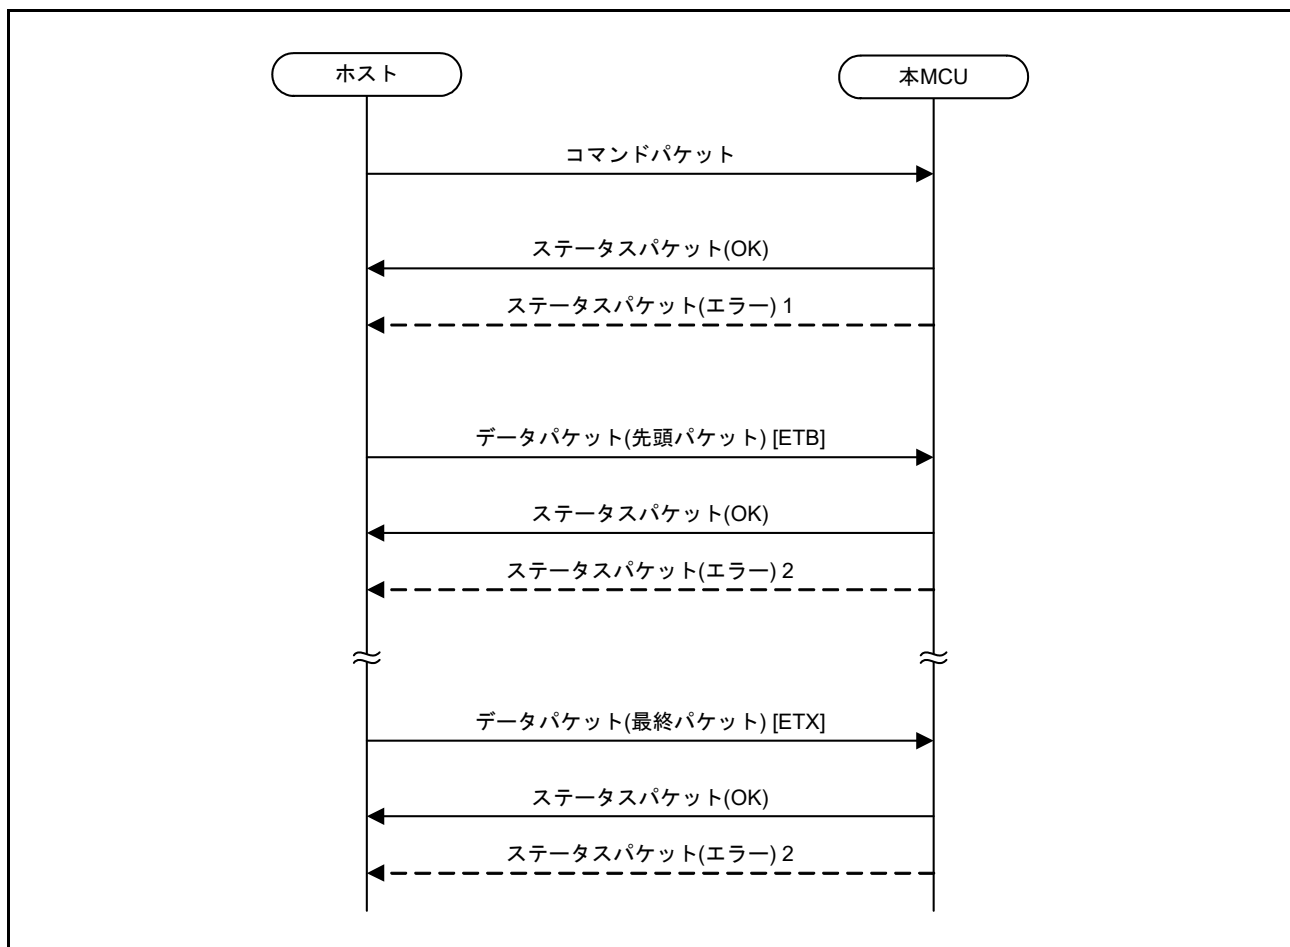 ホスト
本MCU
コマンドパケット
ステータスパケット(OK)
ステータスパケット(エラー) 1
データパケット(先頭パケット) [ETB]
ステータスパケット(OK)
ステータスパケット(エラー) 2
データパケット(最終パケット) [ETX]
ステータスパケット(OK)
ステータスパケット(エラー) 2